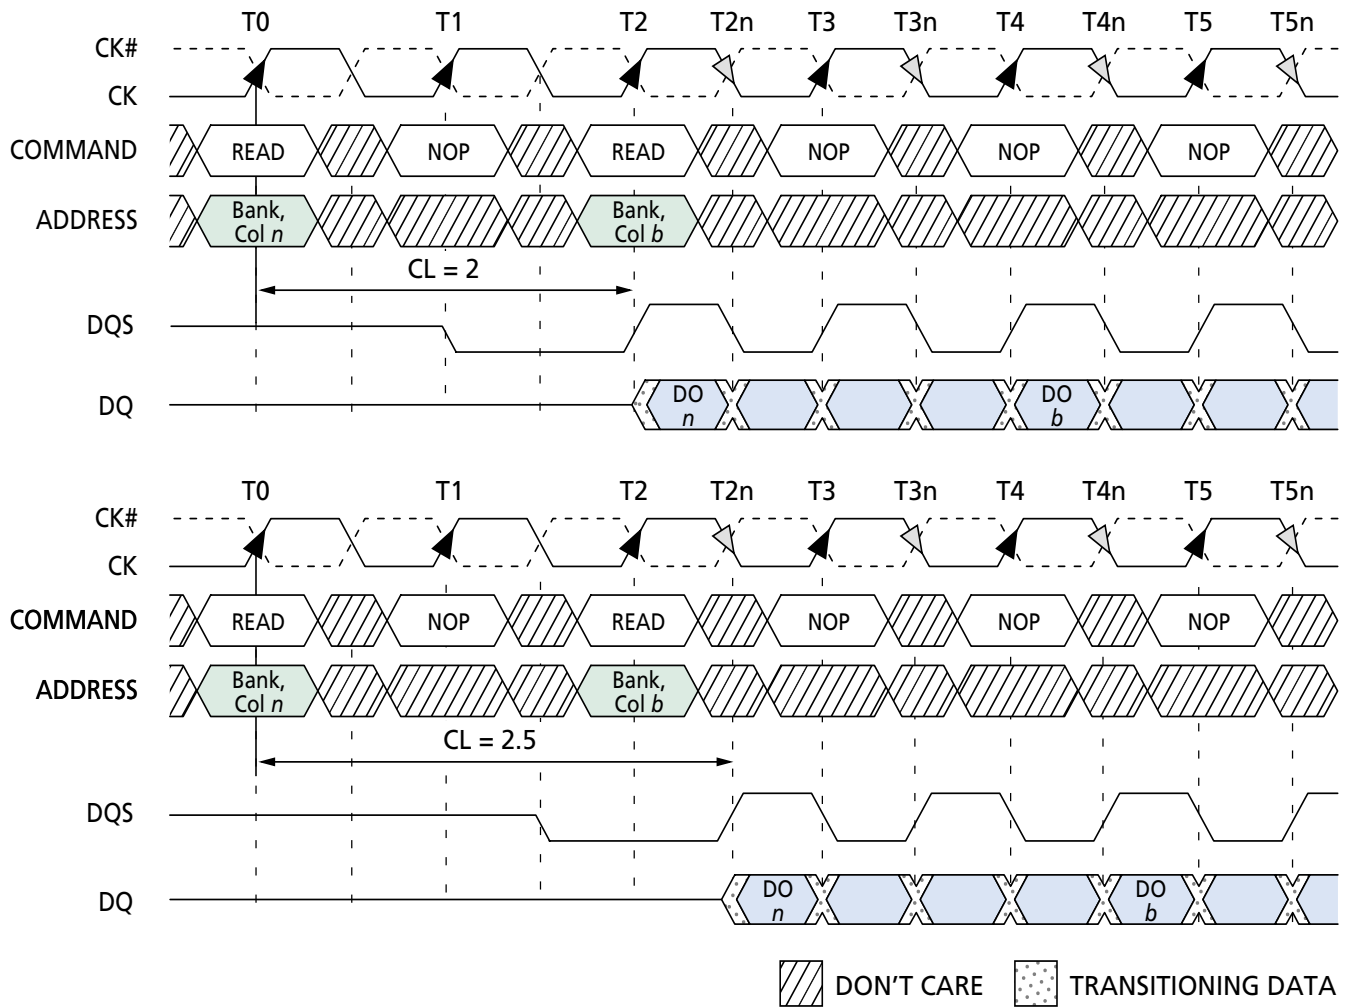 T0 T1 T2 T2n T3 T3n T4 T4n T5 T5n
CK#
CK
COMMAND READ NOP READ NOP NOP NOP
ADDRESS Bank, Col n Bank, Col b
CL = 2
DQS
DQ DO n DO b
T0 T1 T2 T2n T3 T3n T4 T4n T5 T5n
CK#
CK
COMMAND READ NOP READ NOP NOP NOP
ADDRESS Bank, Col n Bank, Col b
CL = 2.5
DQS
DQ DO n DO b
DON'T CARE TRANSITIONING DATA